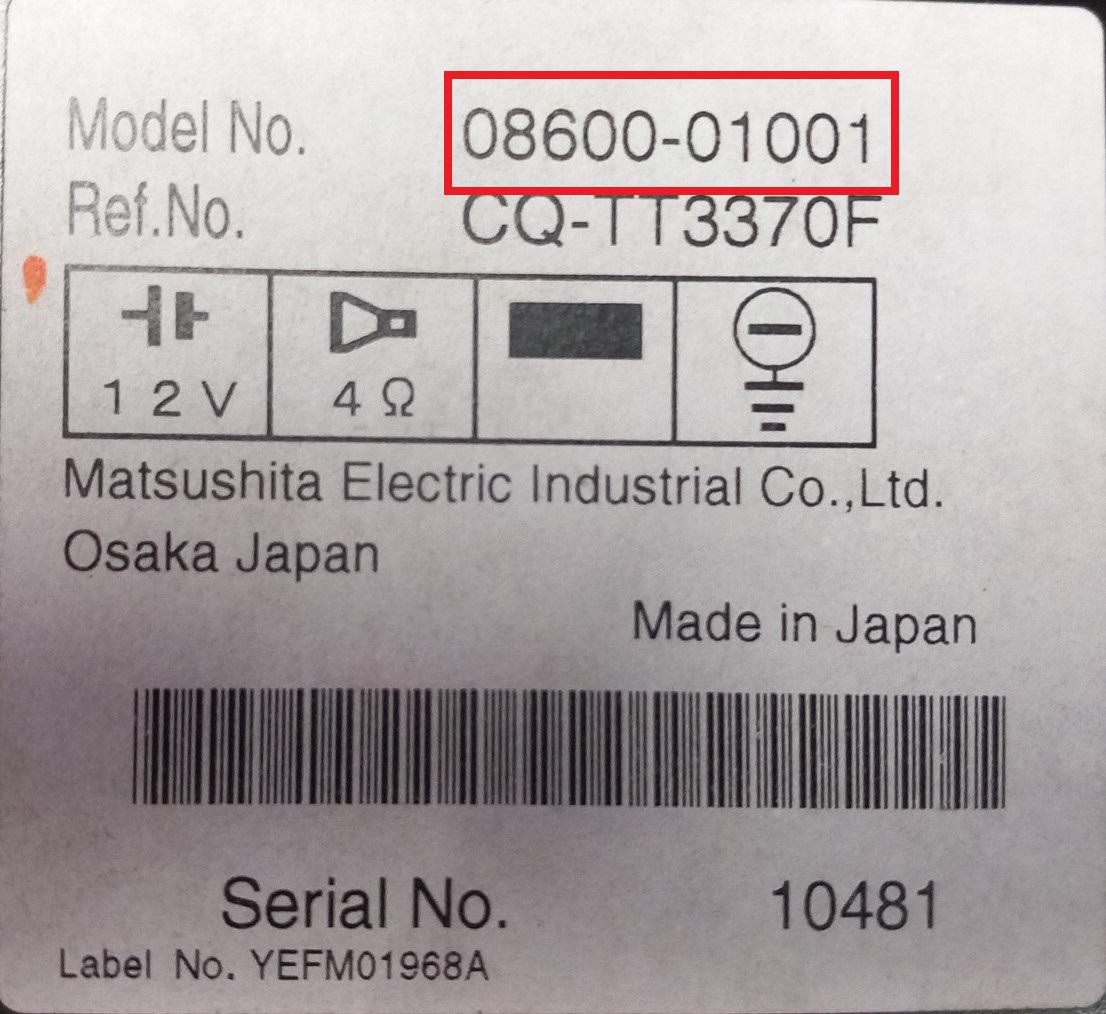 Model No. 08600-01001
Ref.No. CQ-TT3370F
12V 4Ω
Matsushita Electric Industrial Co.,Ltd.
Osaka Japan
Made in Japan
Serial No. 10481
Label No. YEFM01968A